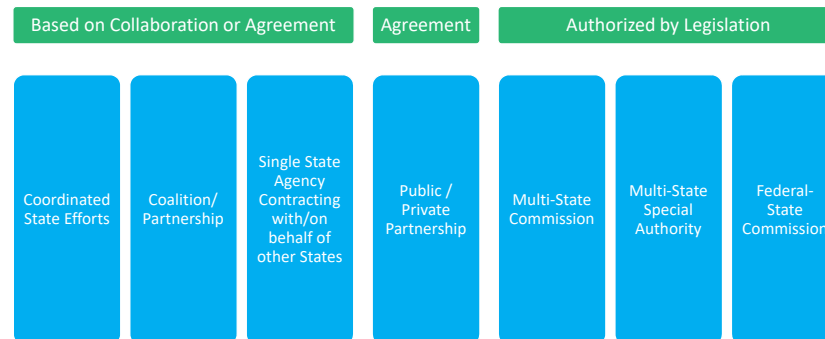 Based on Collaboration or Agreement
Agreement
Authorized by Legislation
Coordinated
State Efforts
Coalition/
Partnership
Single State
Agency
Contracting
with/on
behalf of
other States
Public /
Private
Partnership
Multi-State
Commission
Multi-State
Special
Authority
Federal-
State
Commission